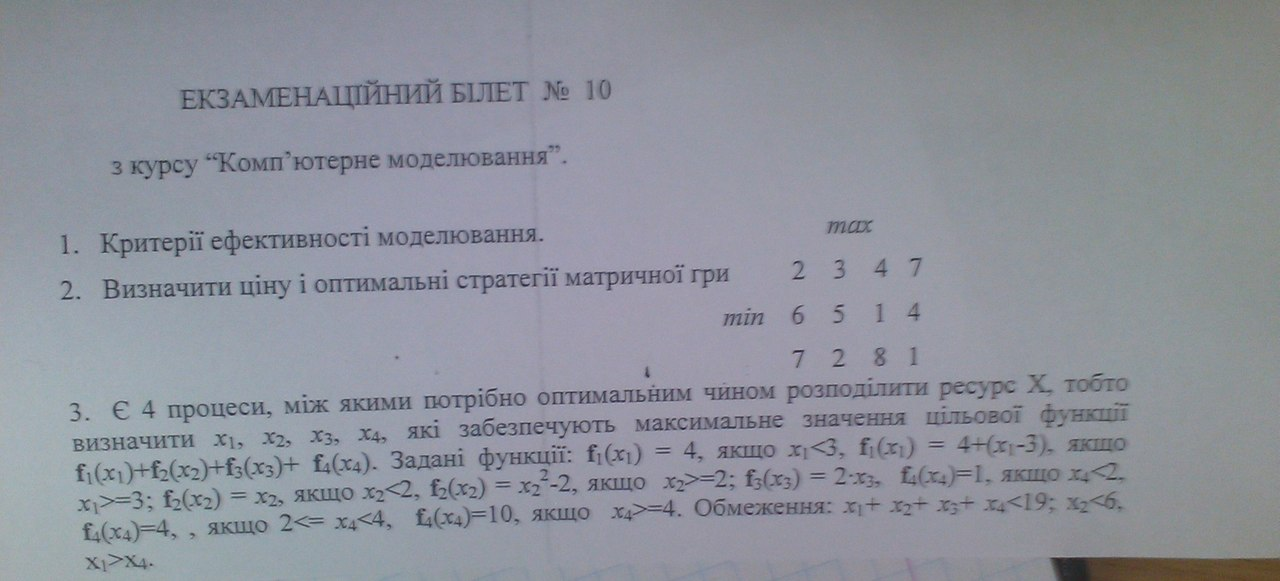 ЕКЗАМЕНАЦІЙНИЙ БІЛЕТ № 10
з курсу “Комп’ютерне моделювання”.
1. Критерії ефективності моделювання.
max
2. Визначити ціну і оптимальні стратегії матричної гри 2 3 4 7
min 6 5 1 4
7 2 8 1
3. Є 4 процеси, між якими потрібно оптимальним чином розподілити ресурс X, тобто
визначити x₁, x₂, x₃, x₄, які забезпечують максимальне значення цільової функції
f₁(x₁)+f₂(x₂)+f₃(x₃)+ f₄(x₄). Задані функції: f₁(x₁) = 4, якщо x₁<3, f₁(x₁) = 4+(x₁-3), якщо
x₁>=3; f₂(x₂) = x₂, якщо x₂<2, f₂(x₂) = x₂²-2, якщо x₂>=2; f₃(x₃) = 2·x₃, f₄(x₄)=1, якщо x₄<2,
f₄(x₄)=4, , якщо 2<= x₄<4, f₄(x₄)=10, якщо x₄>=4. Обмеження: x₁+ x₂+ x₃+ x₄<19; x₂<6,
x₁>x₄.